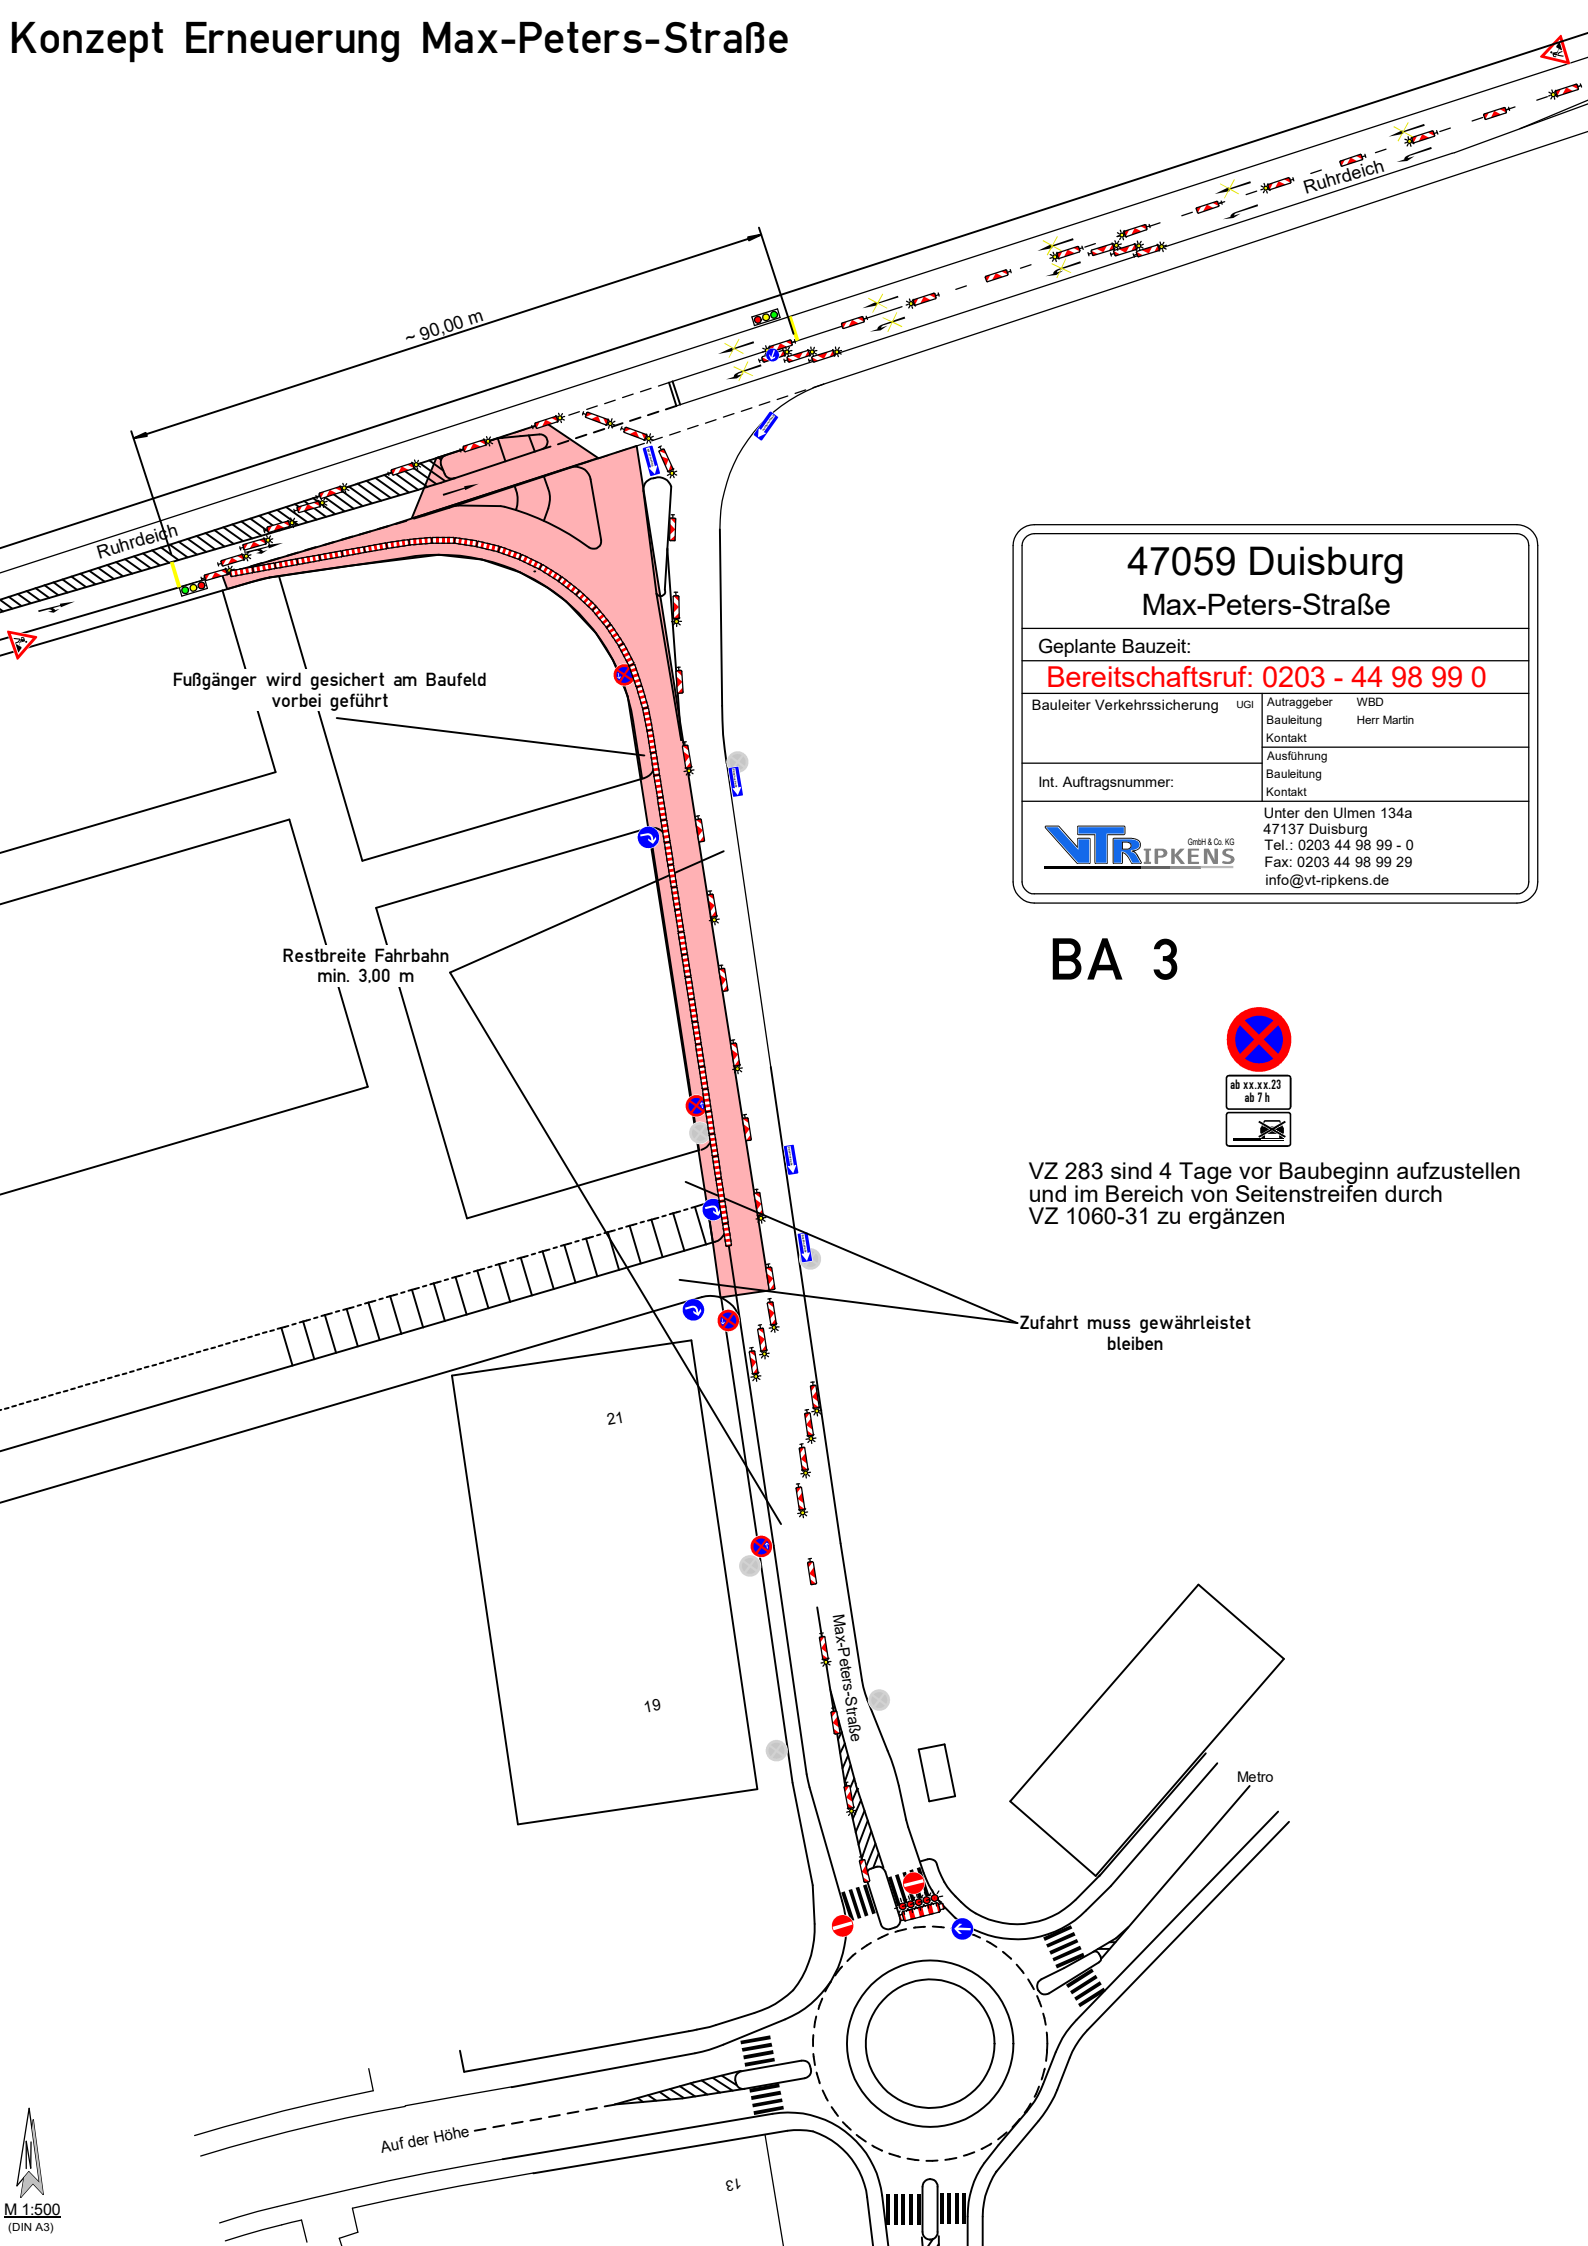 Konzept Erneuerung Max-Peters-Straße
Ruhrdeich
~ 90,00 m
Ruhrdeich
Fußgänger wird gesichert am Baufeld
vorbei geführt
Restbreite Fahrbahn
min. 3,00 m
47059 Duisburg
Max-Peters-Straße
Geplante Bauzeit:
Bereitschaftsruf: 0203 - 44 98 99 0
Bauleiter Verkehrssicherung UGI
Autraggeber WBD
Bauleitung Herr Martin
Kontakt
Ausführung
Bauleitung
Kontakt
Int. Auftragsnummer:
VTRIPKENS GmbH & Co. KG
Unter den Ulmen 134a
47137 Duisburg
Tel.: 0203 44 98 99 - 0
Fax: 0203 44 98 99 29
info@vt-ripkens.de
BA 3
ab xx.xx.23
ab 7 h
VZ 283 sind 4 Tage vor Baubeginn aufzustellen
und im Bereich von Seitenstreifen durch
VZ 1060-31 zu ergänzen
Zufahrt muss gewährleistet
bleiben
21
19
Max-Peters-Straße
Metro
Auf der Höhe
13
N
M 1:500
(DIN A3)